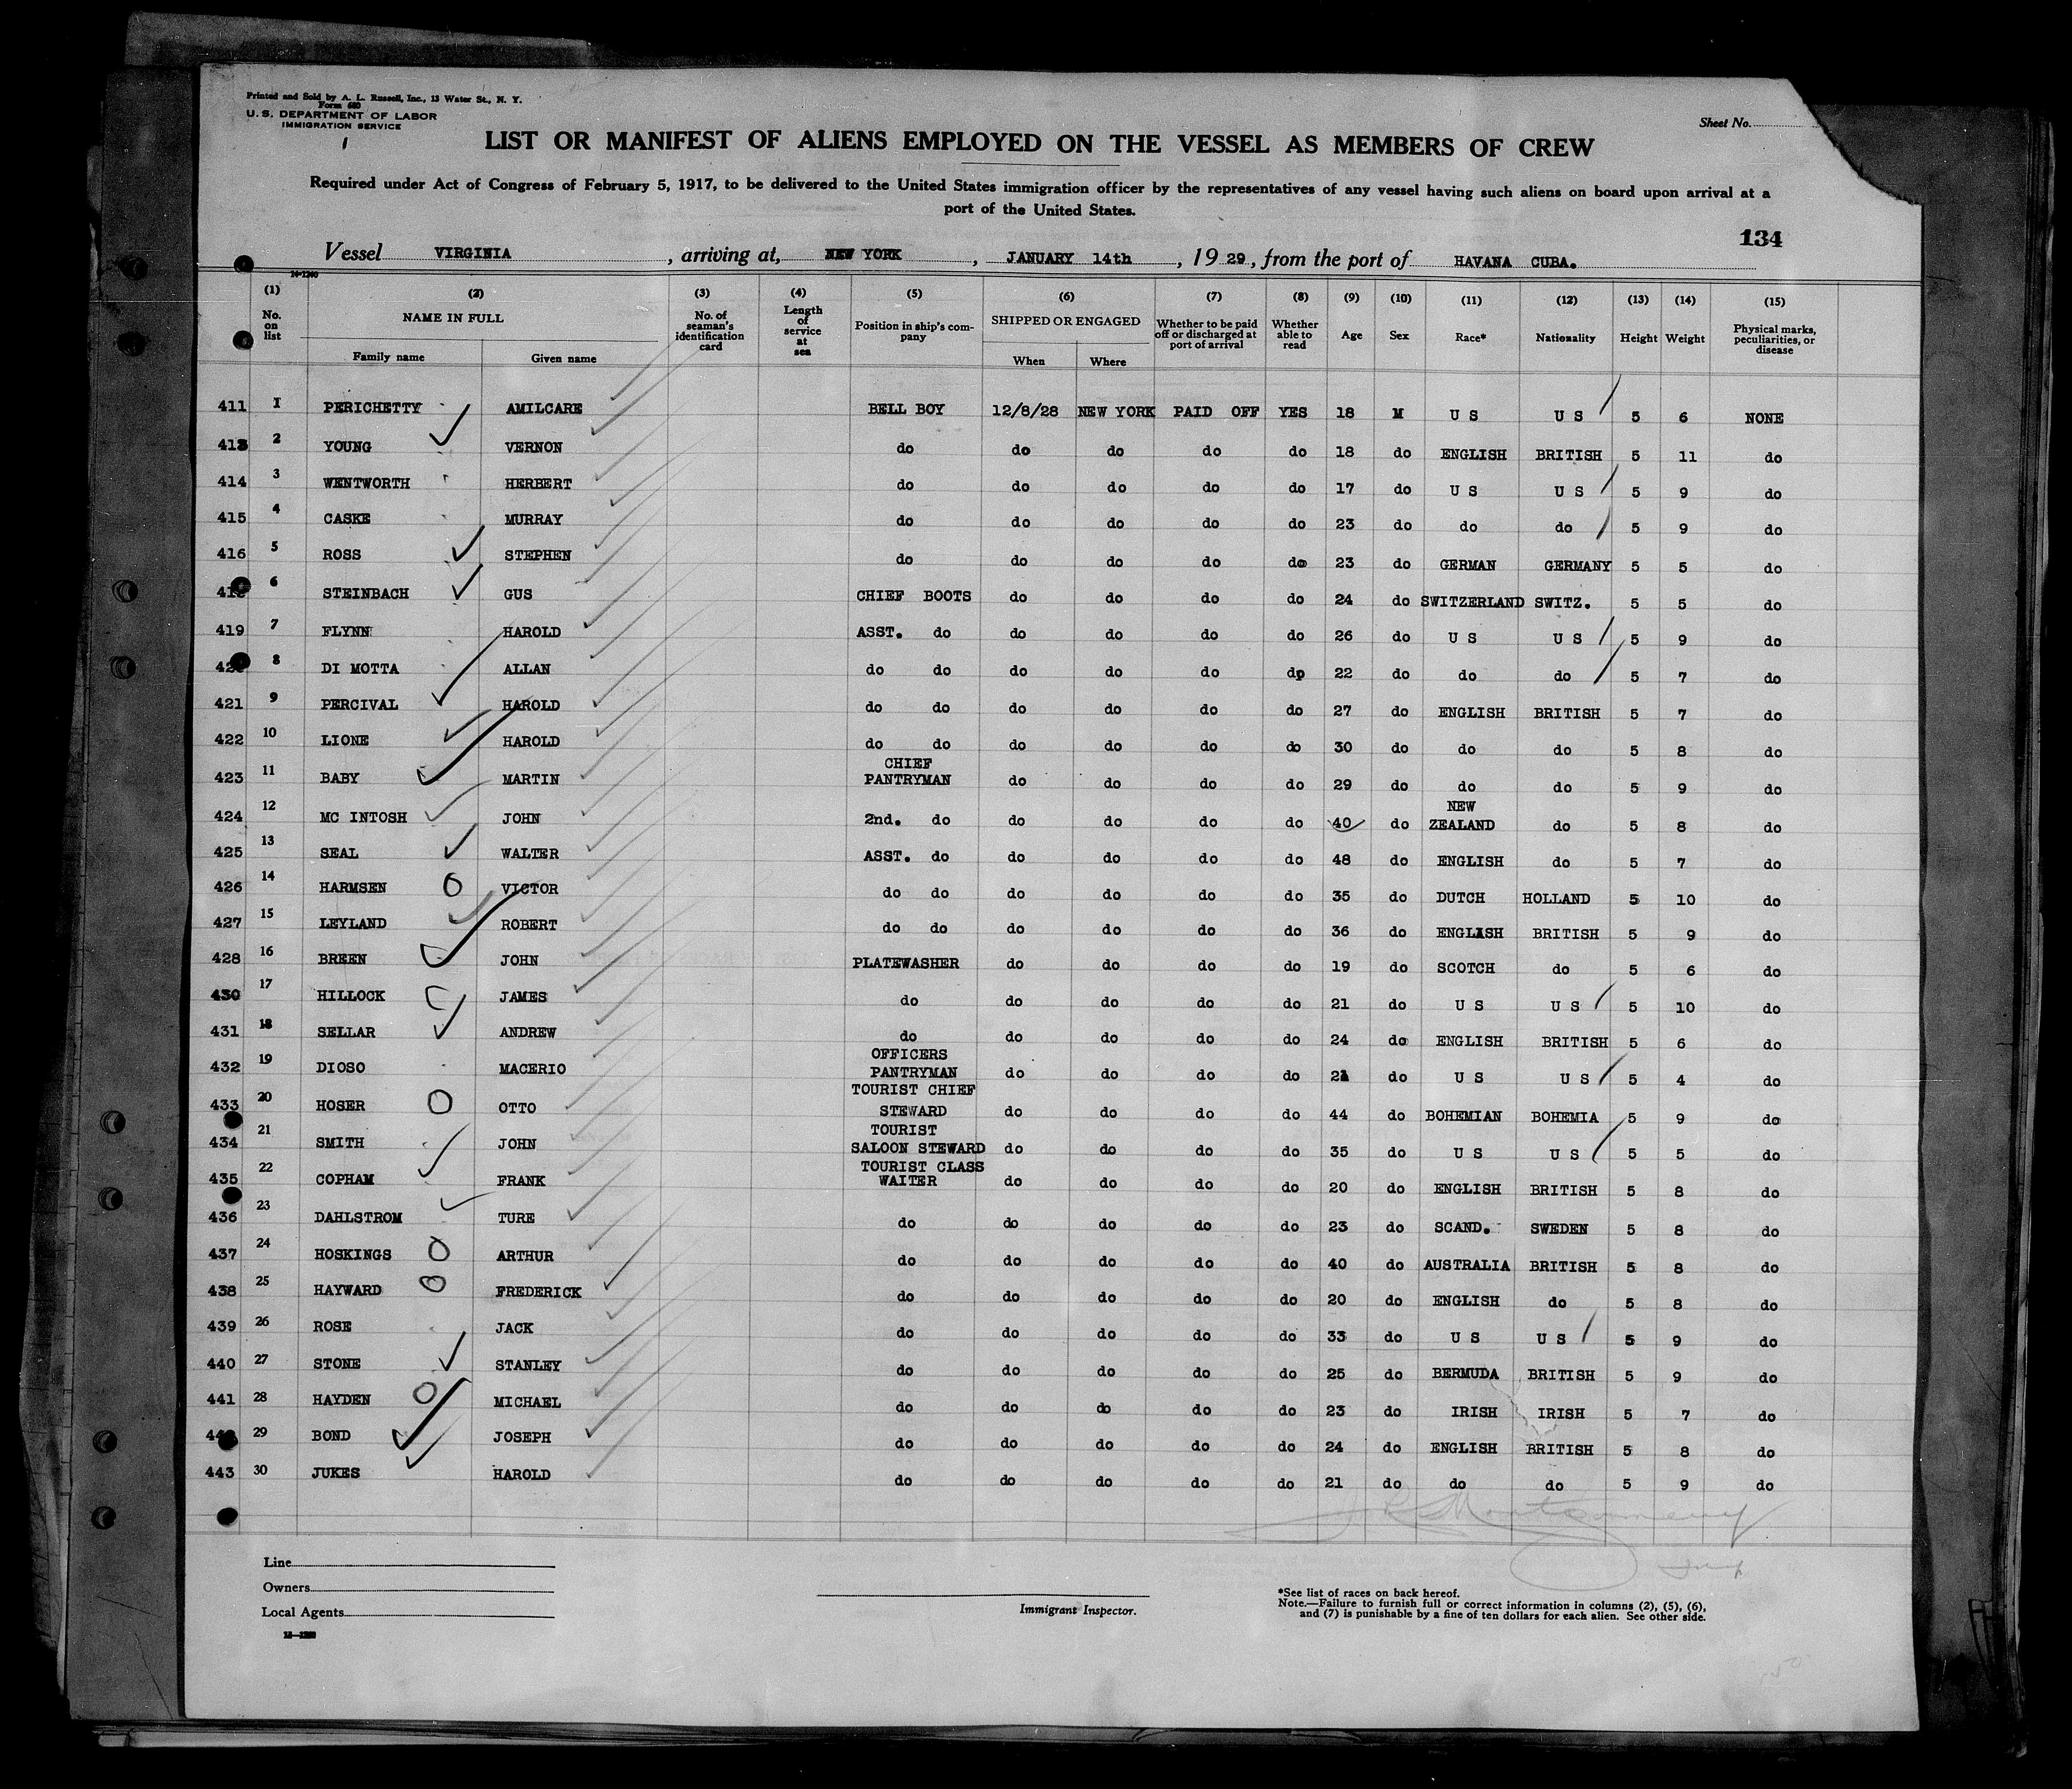 Printed and Sold by A. L. Russell, Inc., 13 Water St., N. Y.
Form 680
U. S. DEPARTMENT OF LABOR
IMMIGRATION SERVICE
Sheet No.
LIST OR MANIFEST OF ALIENS EMPLOYED ON THE VESSEL AS MEMBERS OF CREW
Required under Act of Congress of February 5, 1917, to be delivered to the United States immigration officer by the representatives of any vessel having such aliens on board upon arrival at a
port of the United States.
134
Vessel VIRGINIA, arriving at, NEW YORK, JANUARY 14th, 1929, from the port of HAVANA CUBA.
14-1240
(1) (2) (3) (4) (5) (6) (7) (8) (9) (10) (11) (12) (13) (14) (15)
No. on list NAME IN FULL Family name Given name No. of seaman's identification card Length of service at sea Position in ship's company SHIPPED OR ENGAGED When Where Whether to be paid off or discharged at port of arrival Whether able to read Age Sex Race* Nationality Height Weight Physical marks, peculiarities, or disease
411 1 PERICHETTY AMILCARE BELL BOY 12/8/28 NEW YORK PAID OFF YES 18 M U S U S 5 6 NONE
413 2 YOUNG VERNON do do do do do 18 do ENGLISH BRITISH 5 11 do
414 3 WENTWORTH HERBERT do do do do do 17 do U S U S 5 9 do
415 4 CASKE MURRAY do do do do do 23 do do do 5 9 do
416 5 ROSS STEPHEN do do do do do 23 do GERMAN GERMANY 5 5 do
6 STEINBACH GUS CHIEF BOOTS do do do do 24 do SWITZERLAND SWITZ. 5 5 do
419 7 FLYNN HAROLD ASST. do do do do do 26 do U S U S 5 9 do
8 DI MOTTA ALLAN do do do do do do 22 do do do 5 7 do
421 9 PERCIVAL HAROLD do do do do do do 27 do ENGLISH BRITISH 5 7 do
422 10 LIONE HAROLD do do do do do do 30 do do do 5 8 do
423 11 BABY MARTIN CHIEF PANTRYMAN do do do do 29 do do do 5 9 do
424 12 MC INTOSH JOHN 2nd. do do do do do 40 do NEW ZEALAND do 5 8 do
425 13 SEAL WALTER ASST. do do do do do 48 do ENGLISH do 5 7 do
426 14 HARMSEN VICTOR do do do do do do 35 do DUTCH HOLLAND 5 10 do
427 15 LEYLAND ROBERT do do do do do do 36 do ENGLISH BRITISH 5 9 do
428 16 BREEN JOHN PLATEWASHER do do do do 19 do SCOTCH do 5 6 do
430 17 HILLOCK JAMES do do do do do 21 do U S U S 5 10 do
431 18 SELLAR ANDREW do do do do do 24 do ENGLISH BRITISH 5 6 do
432 19 DIOSO MACERIO OFFICERS PANTRYMAN do do do do do U S U S 5 4 do
433 20 HOSER OTTO TOURIST CHIEF STEWARD do do do do 44 do BOHEMIAN BOHEMIA 5 9 do
434 21 SMITH JOHN TOURIST SALOON STEWARD do do do do 35 do U S U S 5 5 do
435 22 COPHAM FRANK TOURIST CLASS WAITER do do do do 20 do ENGLISH BRITISH 5 8 do
436 23 DAHLSTROM TURE do do do do do 23 do SCAND. SWEDEN 5 8 do
437 24 HOSKINGS ARTHUR do do do do do 40 do AUSTRALIA BRITISH 5 8 do
438 25 HAYWARD FREDERICK do do do do do 20 do ENGLISH do 5 8 do
439 26 ROSE JACK do do do do do 33 do U S U S 5 9 do
440 27 STONE STANLEY do do do do do 25 do BERMUDA BRITISH 5 9 do
441 28 HAYDEN MICHAEL do do do do do 23 do IRISH IRISH 5 7 do
29 BOND JOSEPH do do do do do 24 do ENGLISH BRITISH 5 8 do
443 30 JUKES HAROLD do do do do do 21 do do do 5 9 do
Line
Owners
Local Agents
Immigrant Inspector.
*See list of races on back hereof.
Note.—Failure to furnish full or correct information in columns (2), (5), (6),
and (7) is punishable by a fine of ten dollars for each alien. See other side.